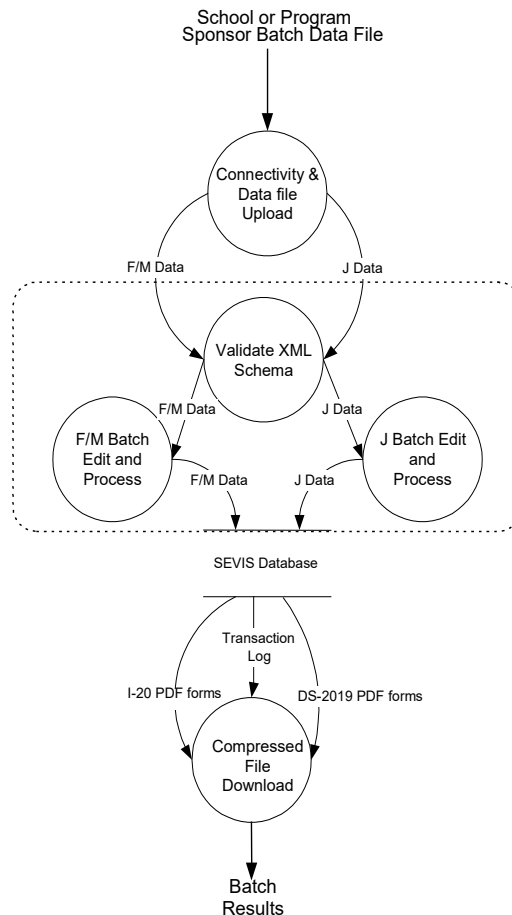 School or Program
Sponsor Batch Data File
Connectivity &
Data file
Upload
F/M Data
J Data
Validate XML
Schema
F/M Data
J Data
F/M Batch
Edit and
Process
J Batch Edit
and
Process
F/M Data
J Data
SEVIS Database
Transaction
Log
I-20 PDF forms
DS-2019 PDF forms
Compressed
File
Download
Batch
Results